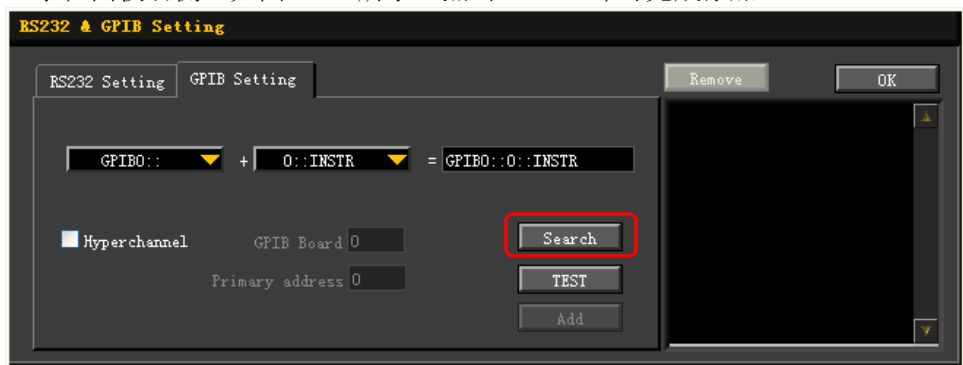 RS232 & GPIB Setting
RS232 Setting GPIB Setting Remove OK
GPIB0:: + 0::INSTR = GPIB0::0::INSTR
Hyperchannel GPIB Board 0 Search
Primary address 0 TEST
Add